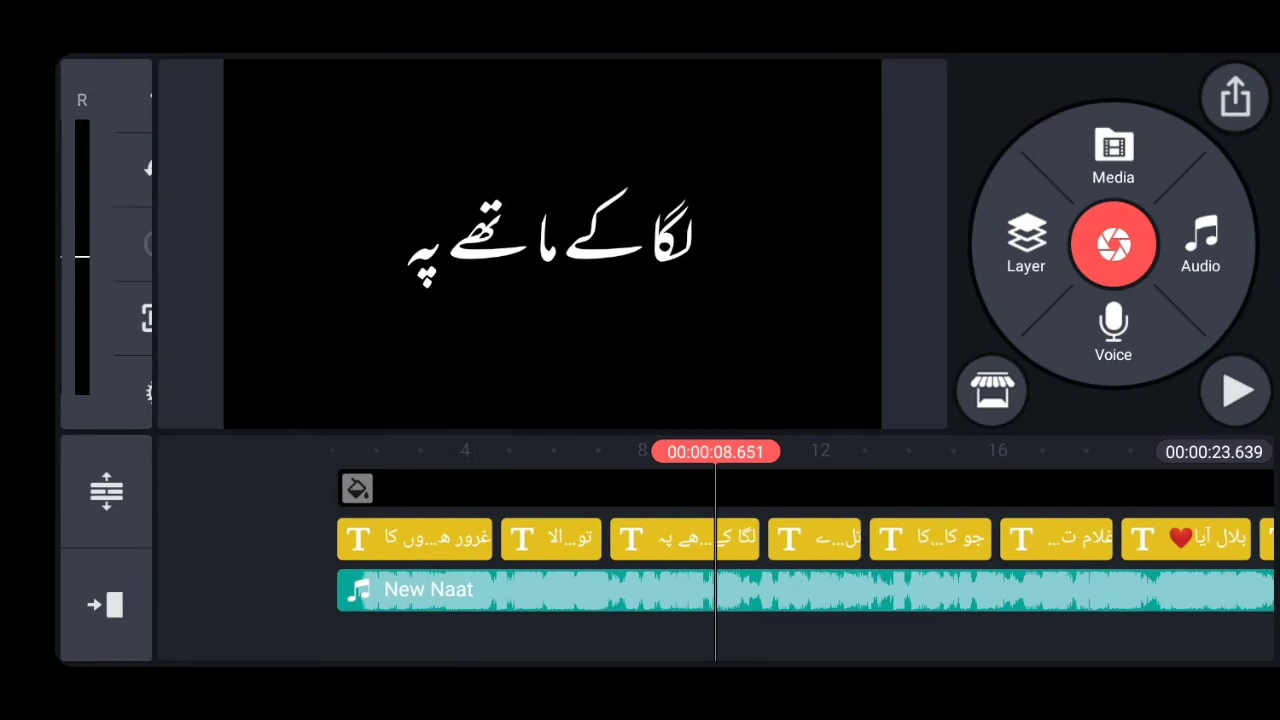 R
لگا کے ماتھے پہ
Media
Layer
Audio
Voice
4
8
00:00:08.651
12
16
00:00:23.639
غرور ھ...وں کا
تو...الا
لگا کے...ھے پہ
جو کا...کا
غلام ت...
بلال آیا❤️
New Naat